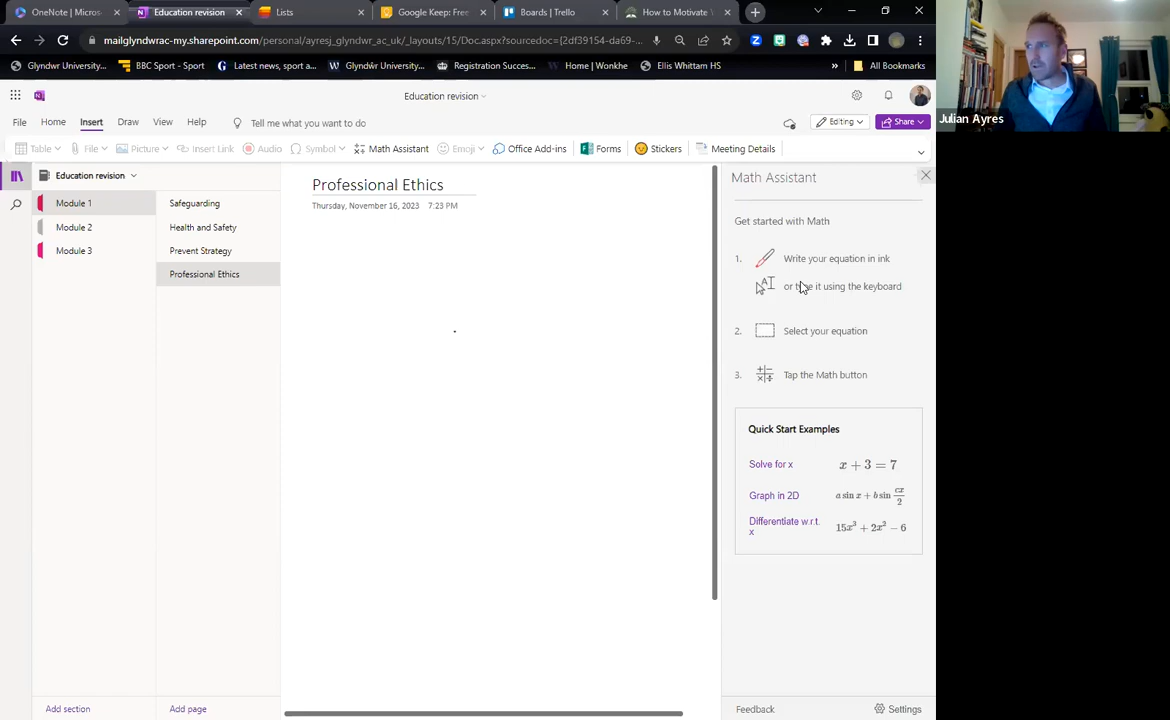 OneNote | Micros
Education revision
Lists
Google Keep: Free
Boards | Trello
How to Motivate Y
mailglyndwrac-my.sharepoint.com/personal/ayresj_glyndwr_ac_uk/_layouts/15/Doc.aspx?sourcedoc={2df39154-da69-...
Glyndwr University...
BBC Sport - Sport
Latest news, sport a...
Glyndŵr University...
Registration Succes...
Home | Wonkhe
Ellis Whittam HS
All Bookmarks
Education revision
File Home Insert Draw View Help Tell me what you want to do
Editing
Share
Table File Picture Insert Link Audio Symbol Math Assistant Emoji Office Add-ins Forms Stickers Meeting Details
Education revision
Module 1
Module 2
Module 3
Safeguarding
Health and Safety
Prevent Strategy
Professional Ethics
Add section
Add page
Professional Ethics
Thursday, November 16, 2023 7:23 PM
Math Assistant
Get started with Math
1. Write your equation in ink
or type it using the keyboard
2. Select your equation
3. Tap the Math button
Quick Start Examples
Solve for x x + 3 = 7
Graph in 2D a sin x + b sin cx/2
Differentiate w.r.t.
x 15x³ + 2x² − 6
Feedback
Settings
Julian Ayres